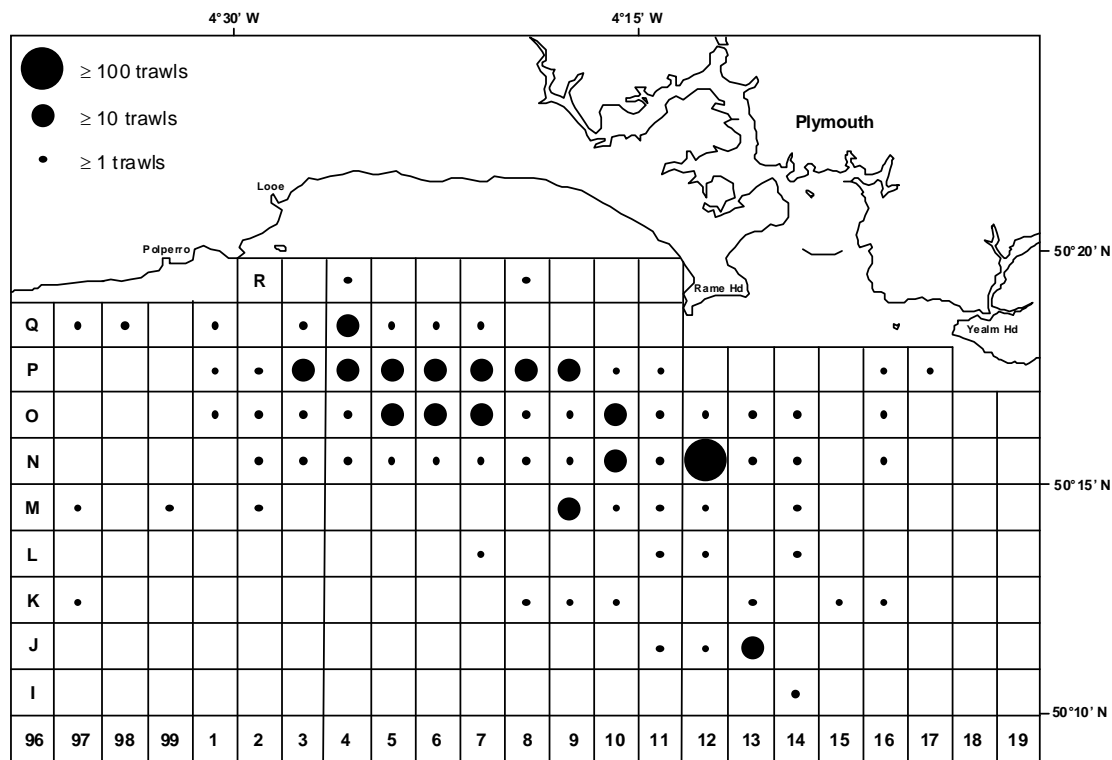 4°30' W 4°15' W
≥ 100 trawls
≥ 10 trawls
Plymouth
≥ 1 trawls
Looe
Polperro
50°20' N
R
Rame Hd
Q
Yealm Hd
P
O
N
50°15' N
M
L
K
J
I
50°10' N
96 97 98 99 1 2 3 4 5 6 7 8 9 10 11 12 13 14 15 16 17 18 19